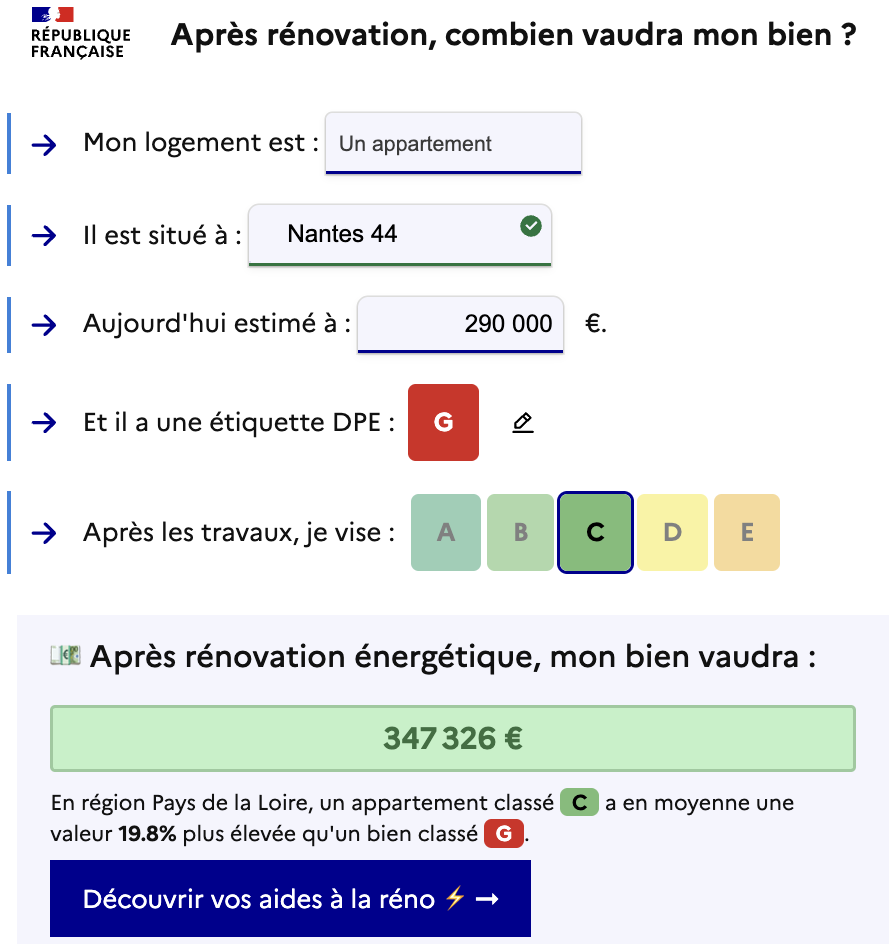 RÉPUBLIQUE
FRANÇAISE
Après rénovation, combien vaudra mon bien ?
Mon logement est : Un appartement
Il est situé à : Nantes 44
Aujourd'hui estimé à : 290 000 €.
Et il a une étiquette DPE : G
Après les travaux, je vise : A B C D E
Après rénovation énergétique, mon bien vaudra :
347 326 €
En région Pays de la Loire, un appartement classé C a en moyenne une
valeur 19.8% plus élevée qu'un bien classé G.
Découvrir vos aides à la réno ⚡ →